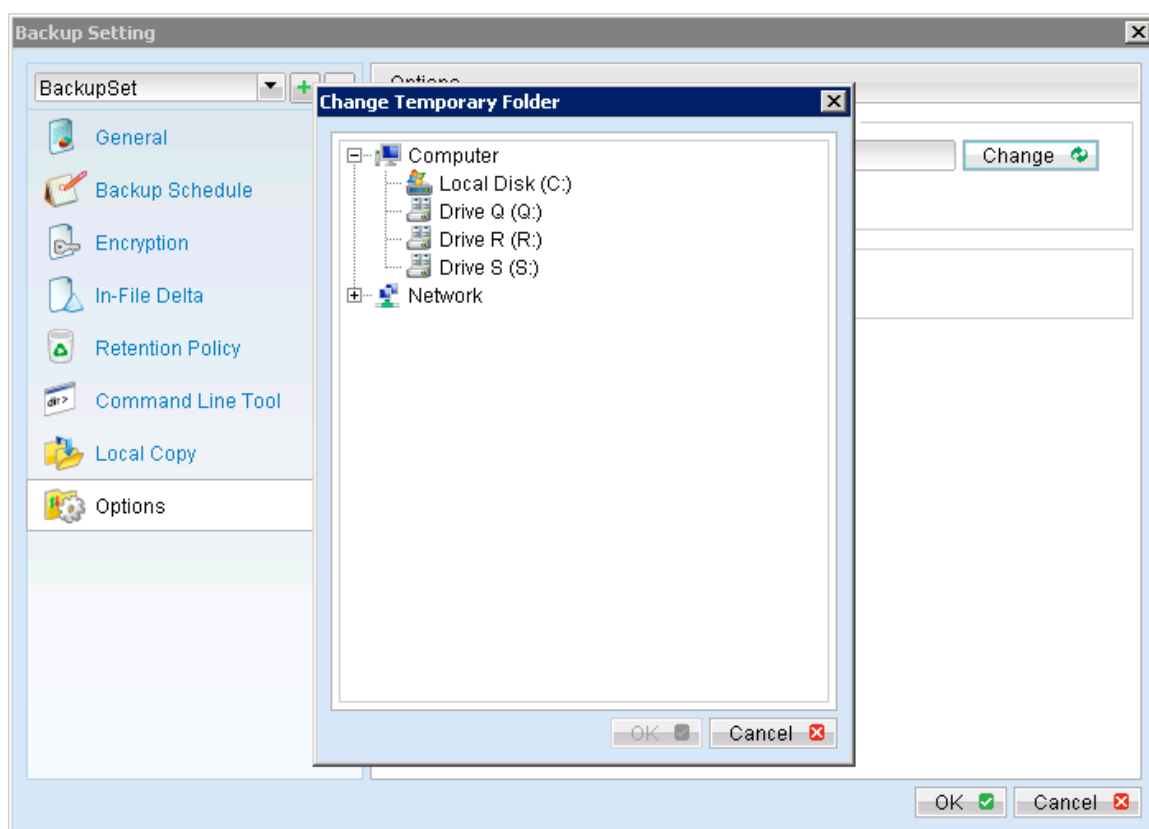 Backup Setting
BackupSet
Options
Change Temporary Folder
General
Backup Schedule
Encryption
In-File Delta
Retention Policy
dir>
Command Line Tool
Local Copy
Options
Computer
Local Disk (C:)
Drive Q (Q:)
Drive R (R:)
Drive S (S:)
Network
Change
OK
Cancel
OK
Cancel